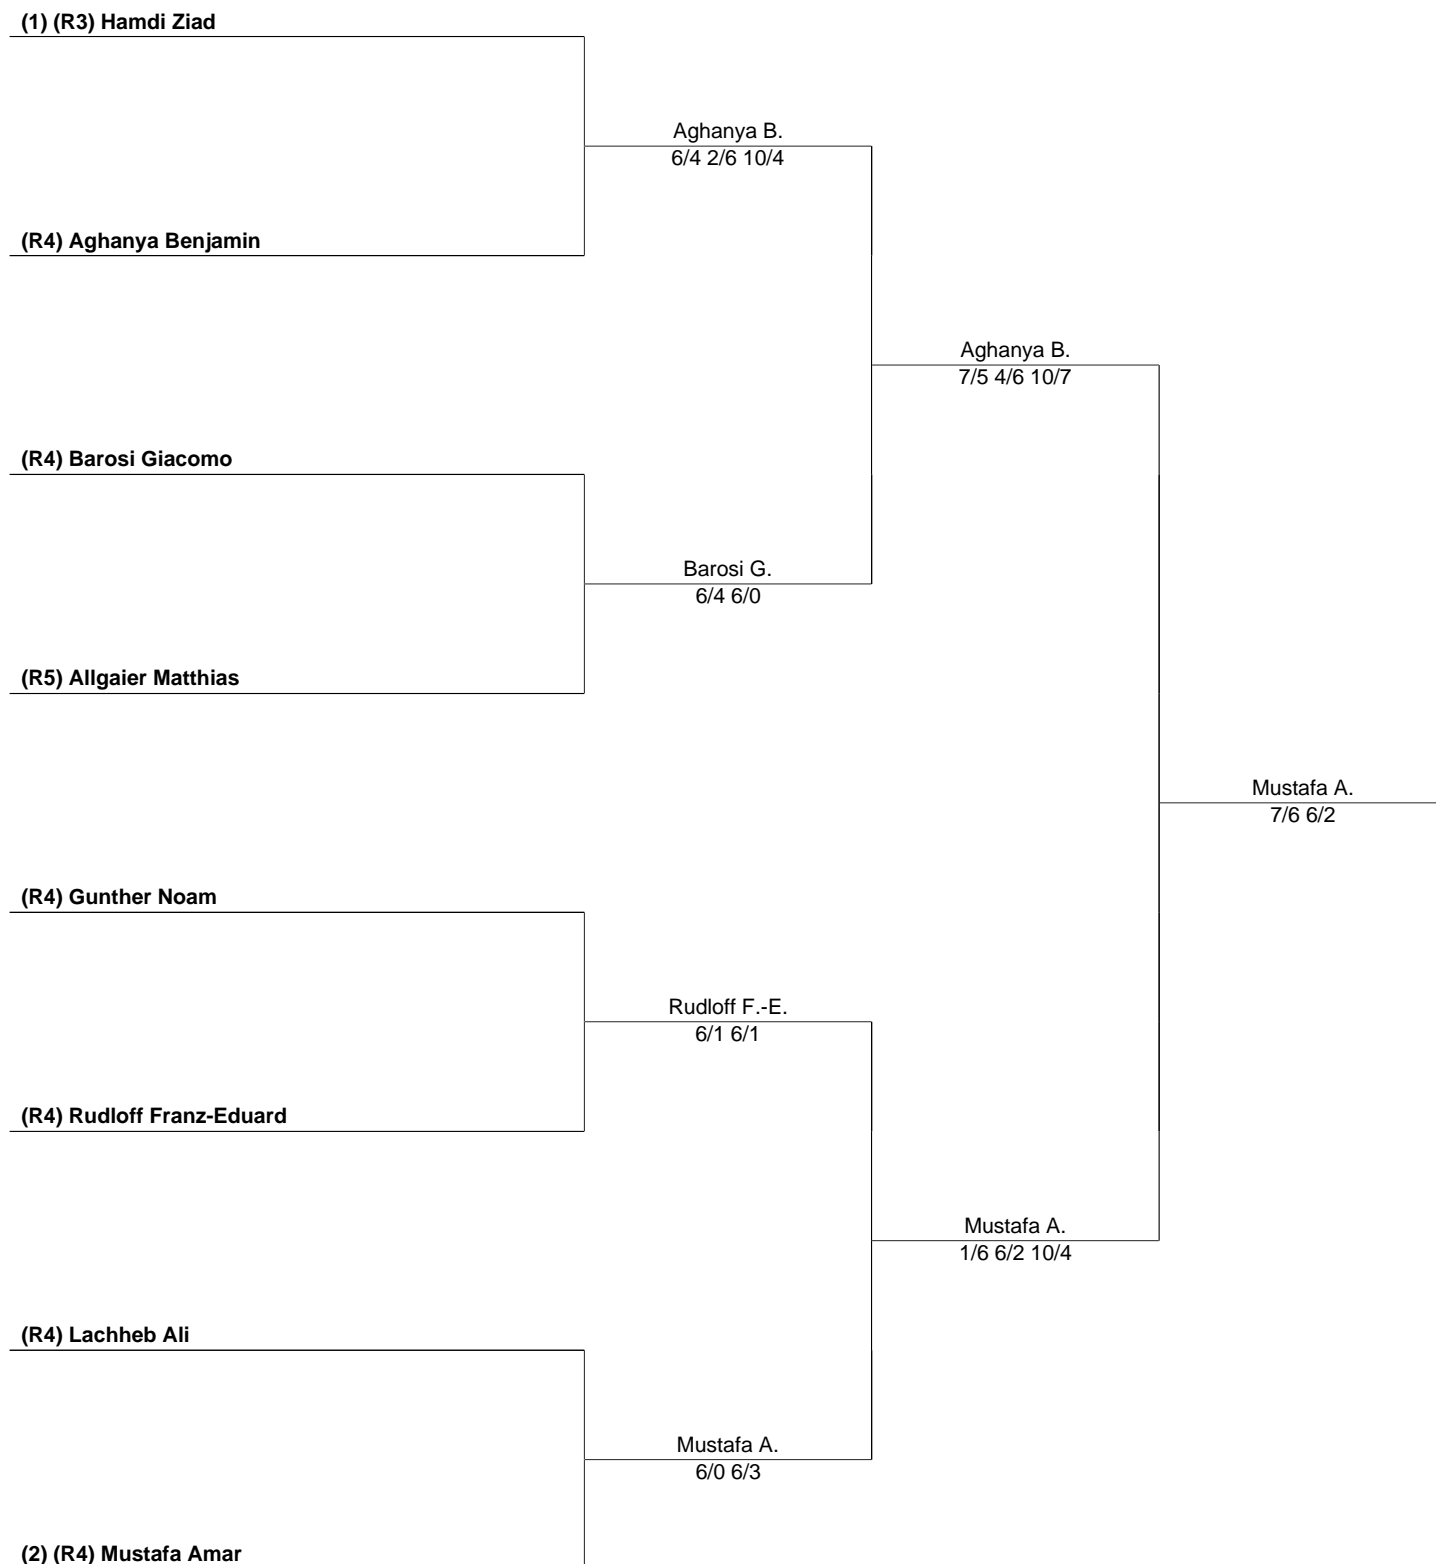 (1) (R3) Hamdi Ziad
Aghanya B.
6/4 2/6 10/4
(R4) Aghanya Benjamin
Aghanya B.
7/5 4/6 10/7
(R4) Barosi Giacomo
Barosi G.
6/4 6/0
(R5) Allgaier Matthias
Mustafa A.
7/6 6/2
(R4) Gunther Noam
Rudloff F.-E.
6/1 6/1
(R4) Rudloff Franz-Eduard
Mustafa A.
1/6 6/2 10/4
(R4) Lachheb Ali
Mustafa A.
6/0 6/3
(2) (R4) Mustafa Amar